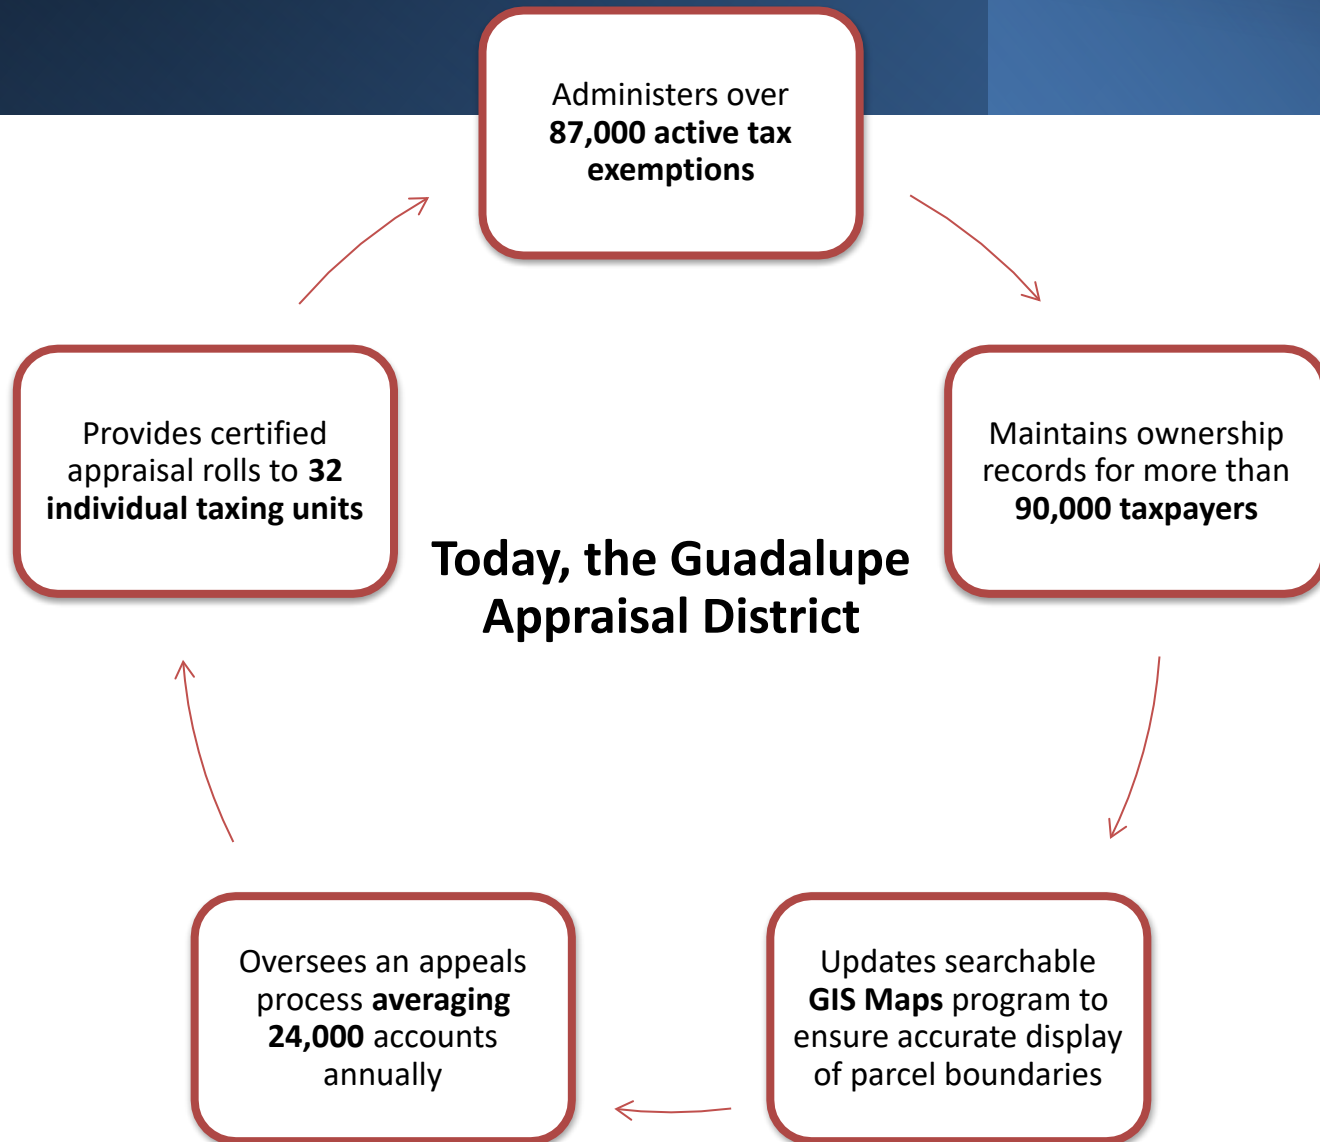 Administers over
87,000 active tax
exemptions
Maintains ownership
records for more than
90,000 taxpayers
Updates searchable
GIS Maps program to
ensure accurate display
of parcel boundaries
Oversees an appeals
process averaging
24,000 accounts
annually
Provides certified
appraisal rolls to 32
individual taxing units
Today, the Guadalupe
Appraisal District